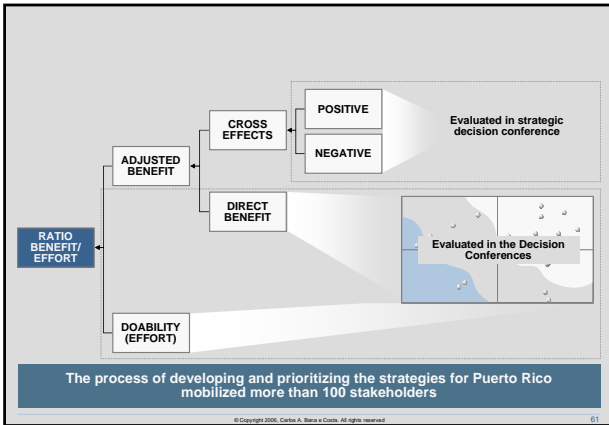 POSITIVE
CROSS
EFFECTS
Evaluated in strategic
decision conference
NEGATIVE
ADJUSTED
BENEFIT
DIRECT
BENEFIT
RATIO
BENEFIT/
EFFORT
Evaluated in the Decision
Conferences
DOABILITY
(EFFORT)
The process of developing and prioritizing the strategies for Puerto Rico
mobilized more than 100 stakeholders
© Copyright 2006, Carlos A. Bana e Costa. All rights reserved
61